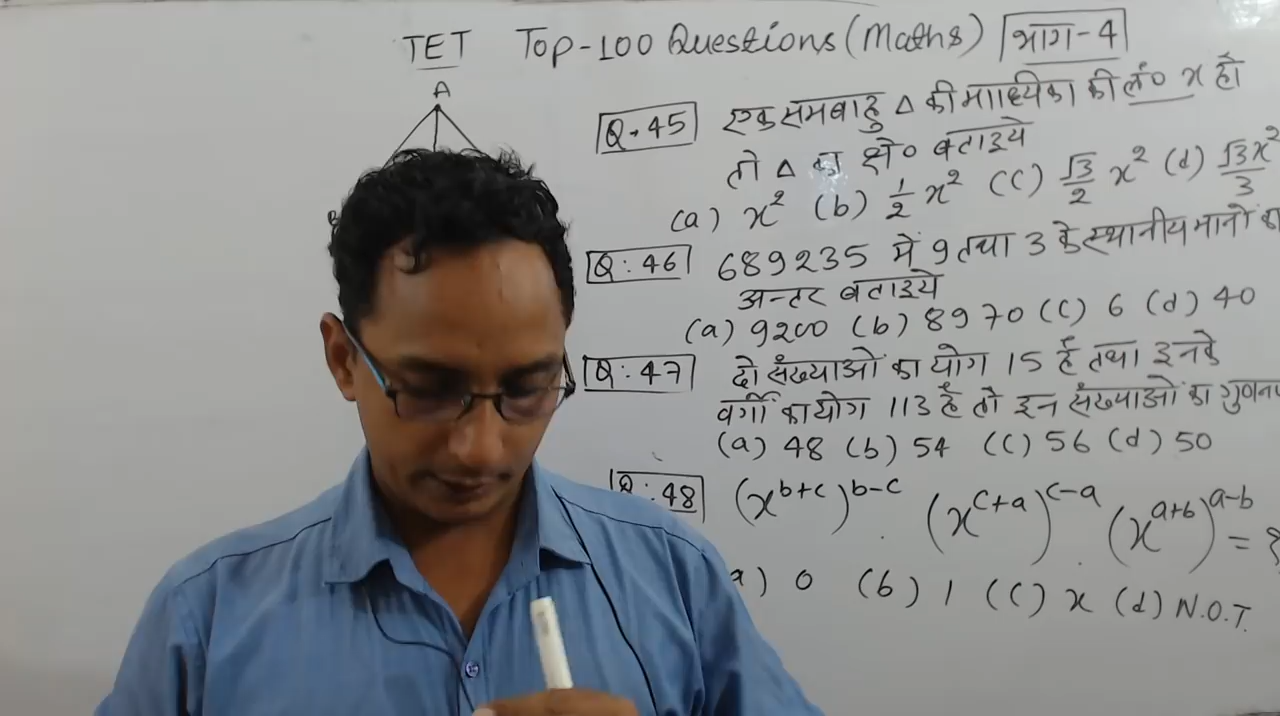 TET Top-100 Questions (Maths) भाग-4
A
Q.45 एक समबाहु Δ की माध्यिका की लं० x हो
तो Δ का क्षे० बताइये
(a) x² (b) 1/2 x² (c) √3/2 x² (d) √3x²/3
Q:46 689235 में 9 तथा 3 के स्थानीय मानों का
अन्तर बताइये
(a) 9200 (b) 8970 (c) 6 (d) 40
Q:47 दो संख्याओं का योग 15 है तथा इनके
वर्गों का योग 113 है तो इन संख्याओं का
(a) 48 (b) 54 (c) 56 (d) 50
Q:48 (x^{b+c})^{b-c} . (x^{c+a})^{c-a} . (x^{a+b})^{a-b} = ?
a) 0 (b) 1 (c) x (d) N.O.T.